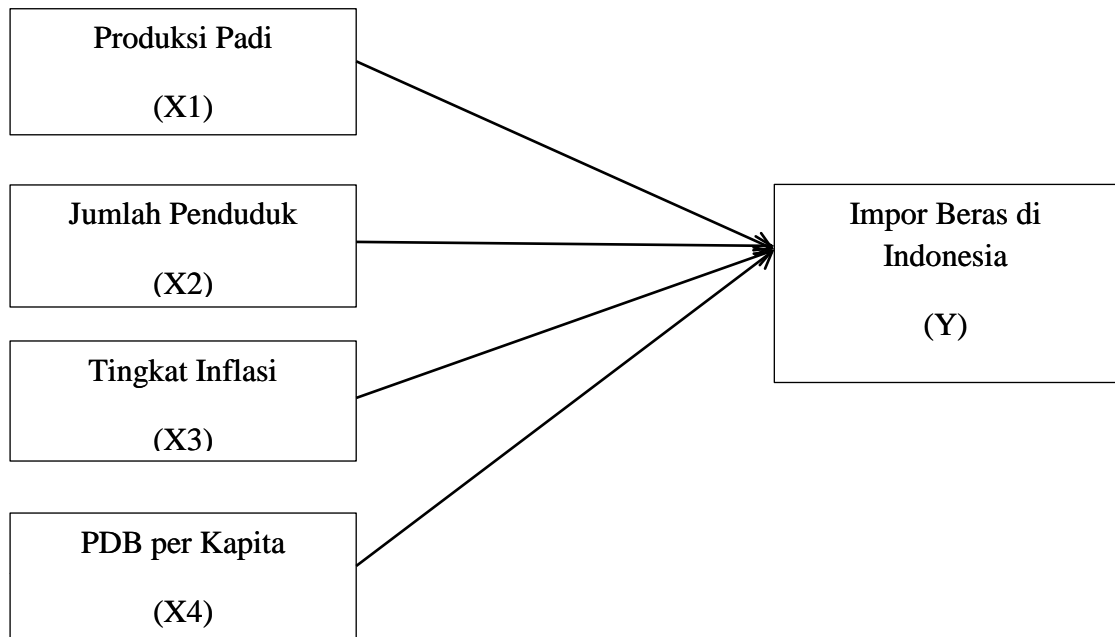 Produksi Padi
(X1)
Jumlah Penduduk
(X2)
Tingkat Inflasi
(X3)
PDB per Kapita
(X4)
Impor Beras di
Indonesia
(Y)